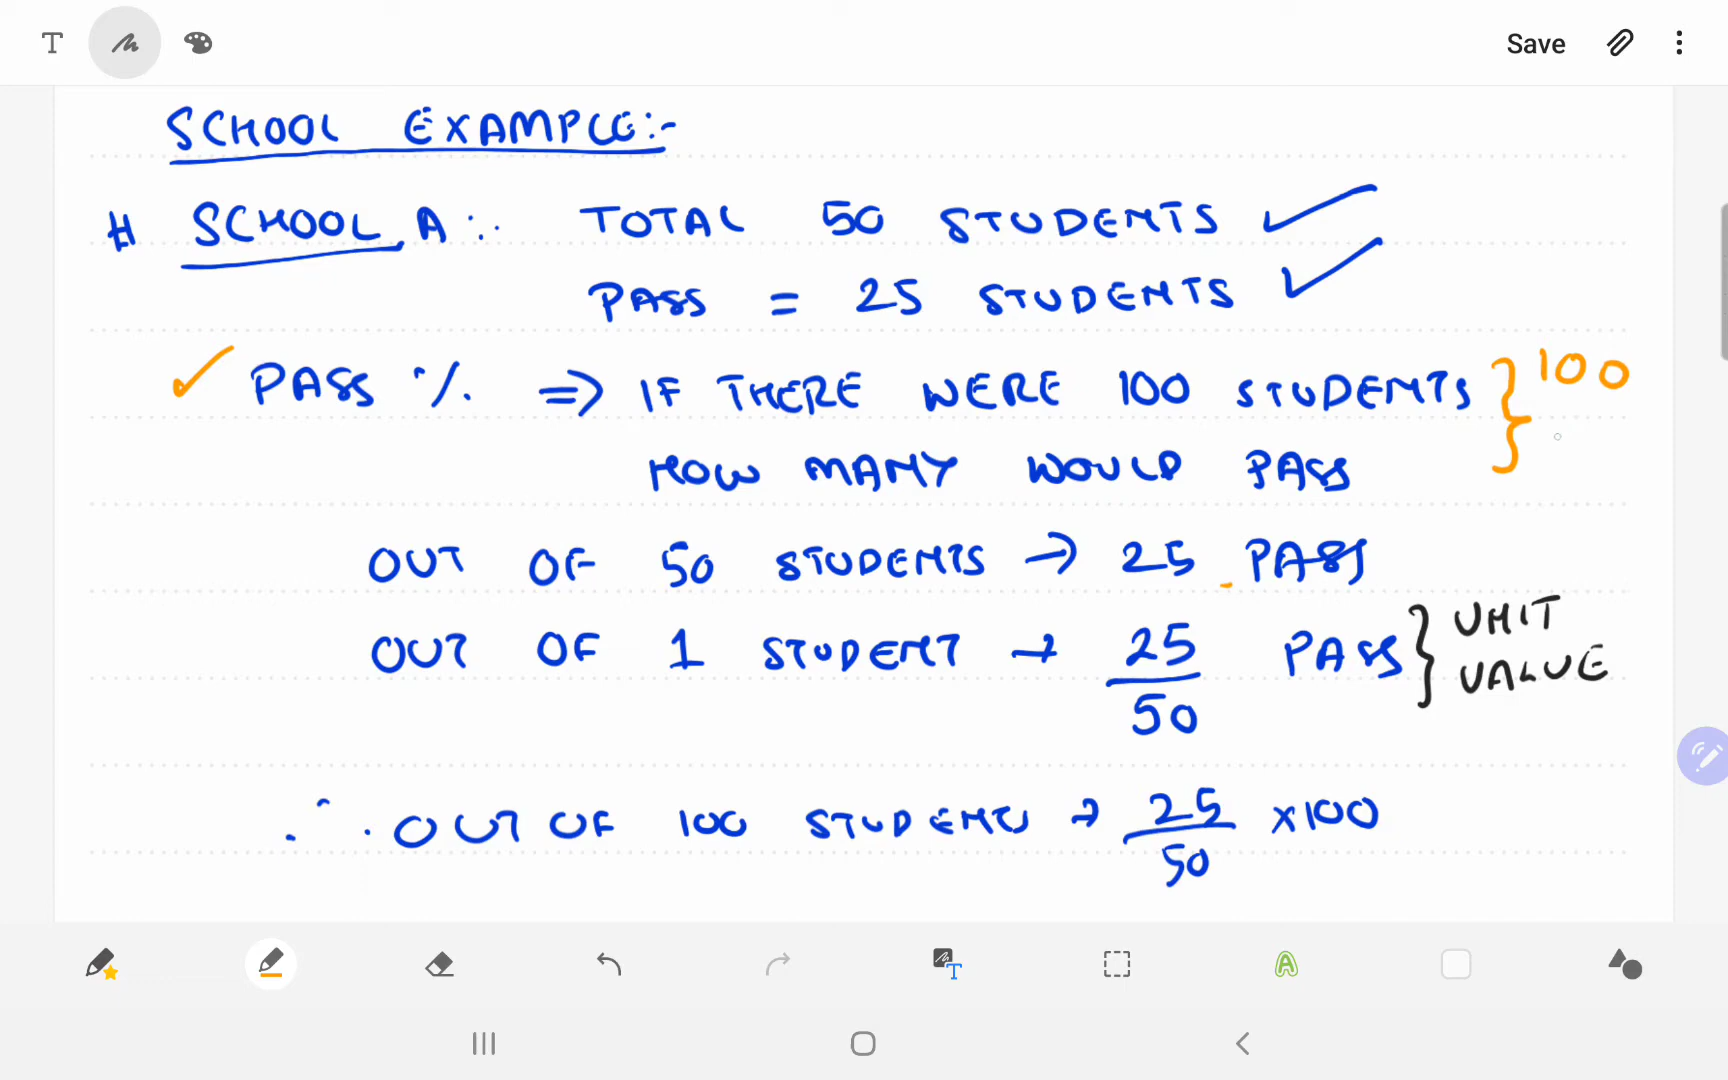 T
Save
SCHOOL EXAMPLE:-
# SCHOOL A:- TOTAL 50 STUDENTS ✓
PASS = 25 STUDENTS ✓
✓ PASS % => IF THERE WERE 100 STUDENTS } 100
HOW MANY WOULD PASS
OUT OF 50 STUDENTS → 25 PASS
OUT OF 1 STUDENT → 25/50 PASS } UNIT VALUE
∴ OUT OF 100 STUDENTS → 25/50 x100